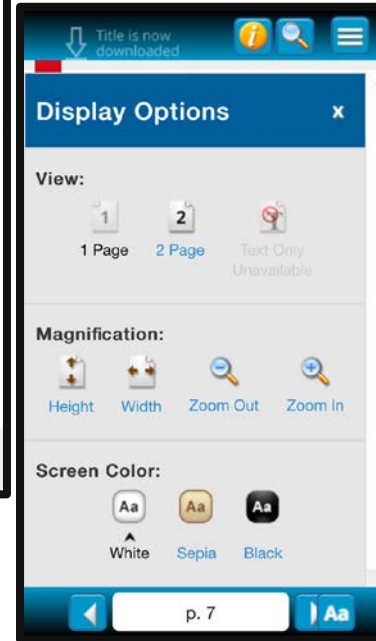 Title is now
downloaded
i
Display Options x
View:
1 2
1 Page 2 Page Text Only
Unavailable
Magnification:
Height Width Zoom Out Zoom In
Screen Color:
Aa Aa Aa
White Sepia Black
p. 7 Aa